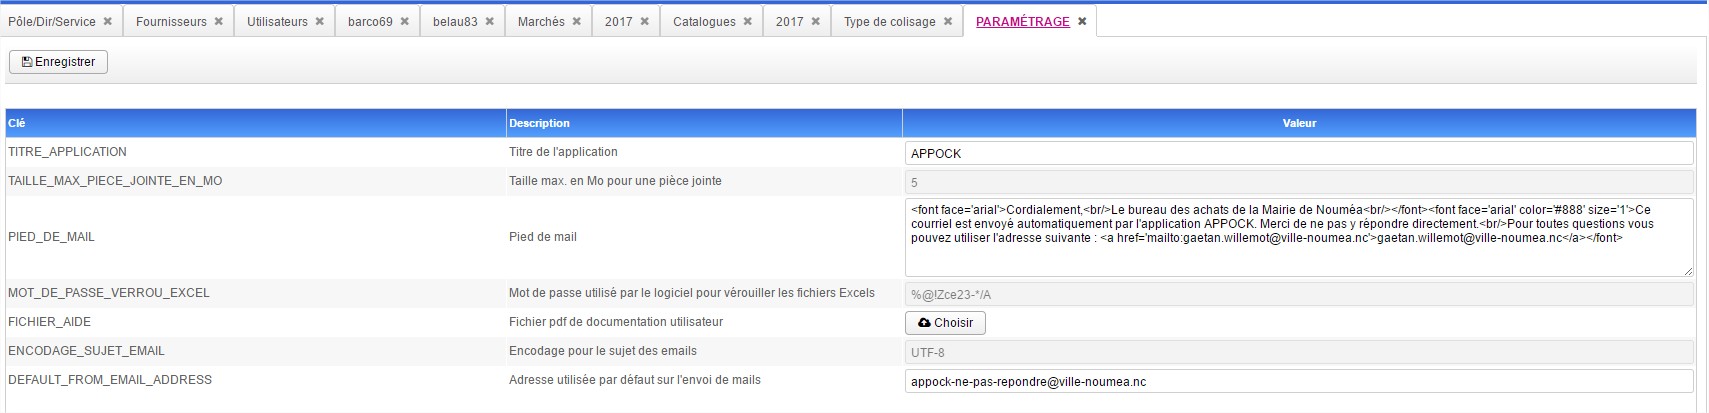 Pôle/Dir/Service ✖ Fournisseurs ✖ Utilisateurs ✖ barco69 ✖ belau83 ✖ Marchés ✖ 2017 ✖ Catalogues ✖ 2017 ✖ Type de colisage ✖ PARAMÉTRAGE ✖
Enregistrer
Clé Description Valeur
TITRE_APPLICATION Titre de l'application APPOCK
TAILLE_MAX_PIECE_JOINTE_EN_MO Taille max. en Mo pour une pièce jointe 5
<font face='arial'>Cordialement,<br/>Le bureau des achats de la Mairie de Nouméa<br/></font><font face='arial' color='#888' size='1'>Ce
courriel est envoyé automatiquement par l'application APPOCK. Merci de ne pas y répondre directement.<br/>Pour toutes questions vous
PIED_DE_MAIL Pied de mail pouvez utiliser l'adresse suivante : <a href='mailto:gaetan.willemot@ville-noumea.nc'>gaetan.willemot@ville-noumea.nc</a></font>
MOT_DE_PASSE_VERROU_EXCEL Mot de passe utilisé par le logiciel pour vérouiller les fichiers Excels %@!Zce23-*/A
FICHIER_AIDE Fichier pdf de documentation utilisateur Choisir
ENCODAGE_SUJET_EMAIL Encodage pour le sujet des emails UTF-8
DEFAULT_FROM_EMAIL_ADDRESS Adresse utilisée par défaut sur l'envoi de mails appock-ne-pas-repondre@ville-noumea.nc